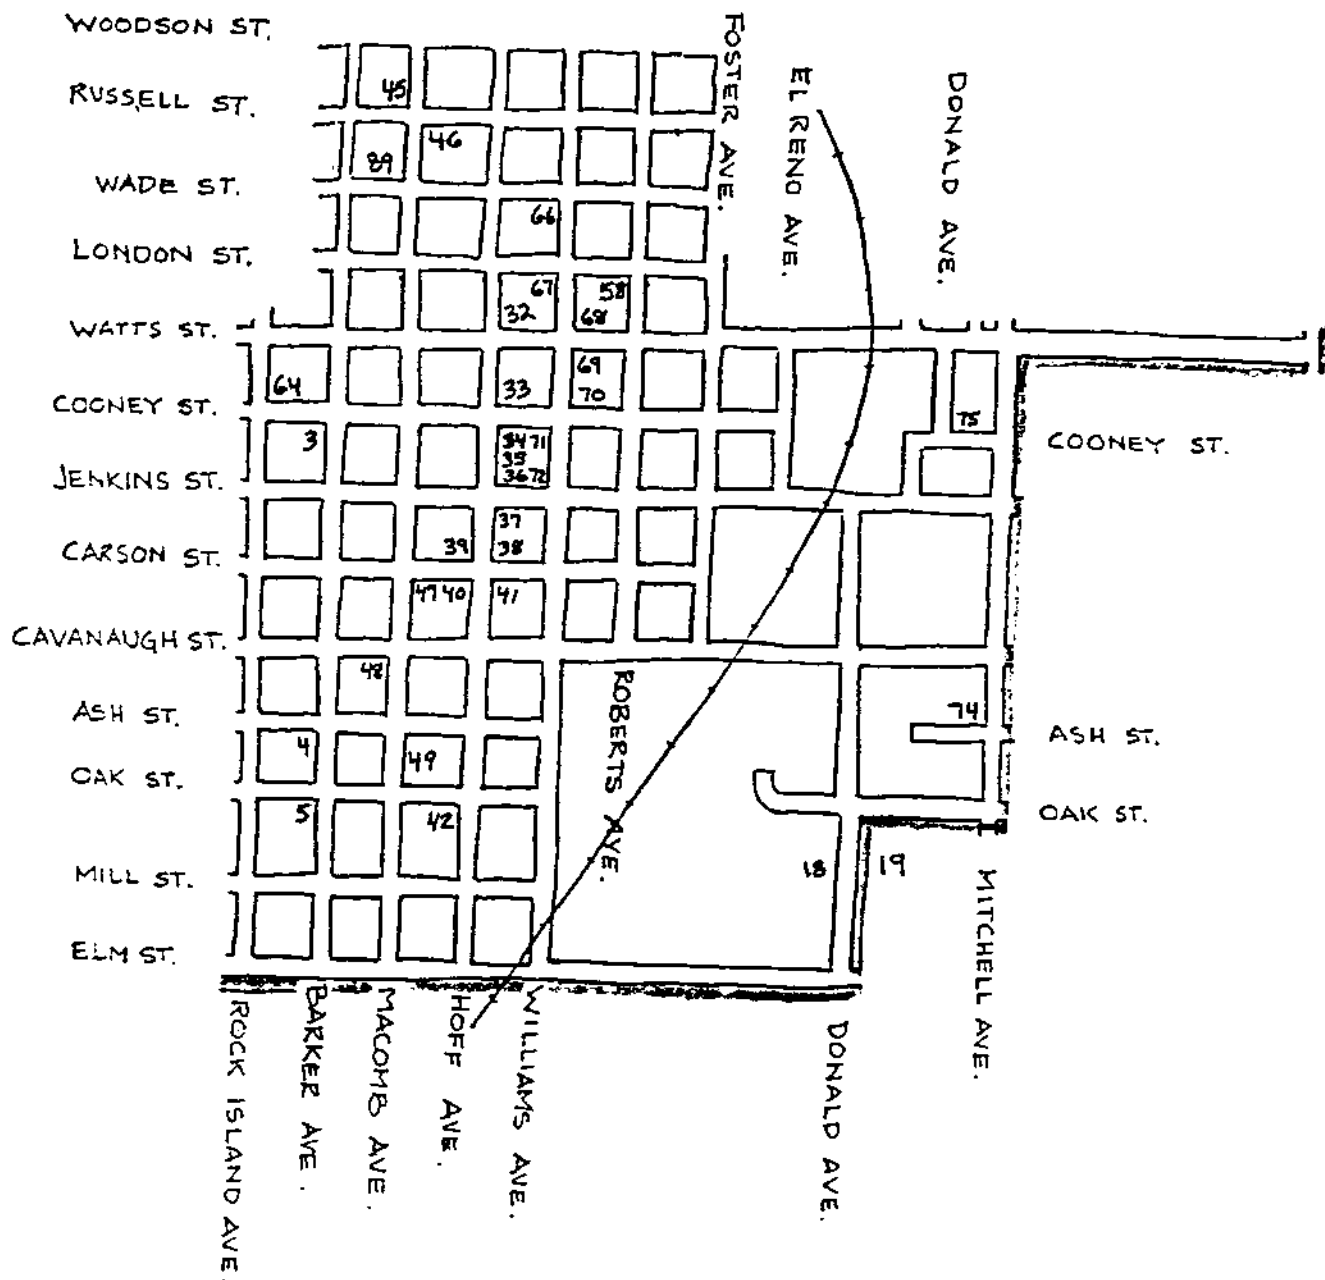 WOODSON ST.
RUSSELL ST.
WADE ST.
LONDON ST.
WATTS ST.
COONEY ST.
JENKINS ST.
CARSON ST.
CAVANAUGH ST.
ASH ST.
OAK ST.
MILL ST.
ELM ST.
FOSTER AVE.
EL RENO AVE.
DONALD AVE.
45
46
89
66
67
58
32
68
64
33
69
70
75
COONEY ST.
3
34 71
35
36 72
37
38
39
47 40
41
48
ROBERTS AVE.
74
ASH ST.
4
49
OAK ST.
5
42
18
19
MITCHELL AVE.
ROCK ISLAND AVE.
BARKER AVE.
MACOMB AVE.
HOFF AVE.
WILLIAMS AVE.
DONALD AVE.